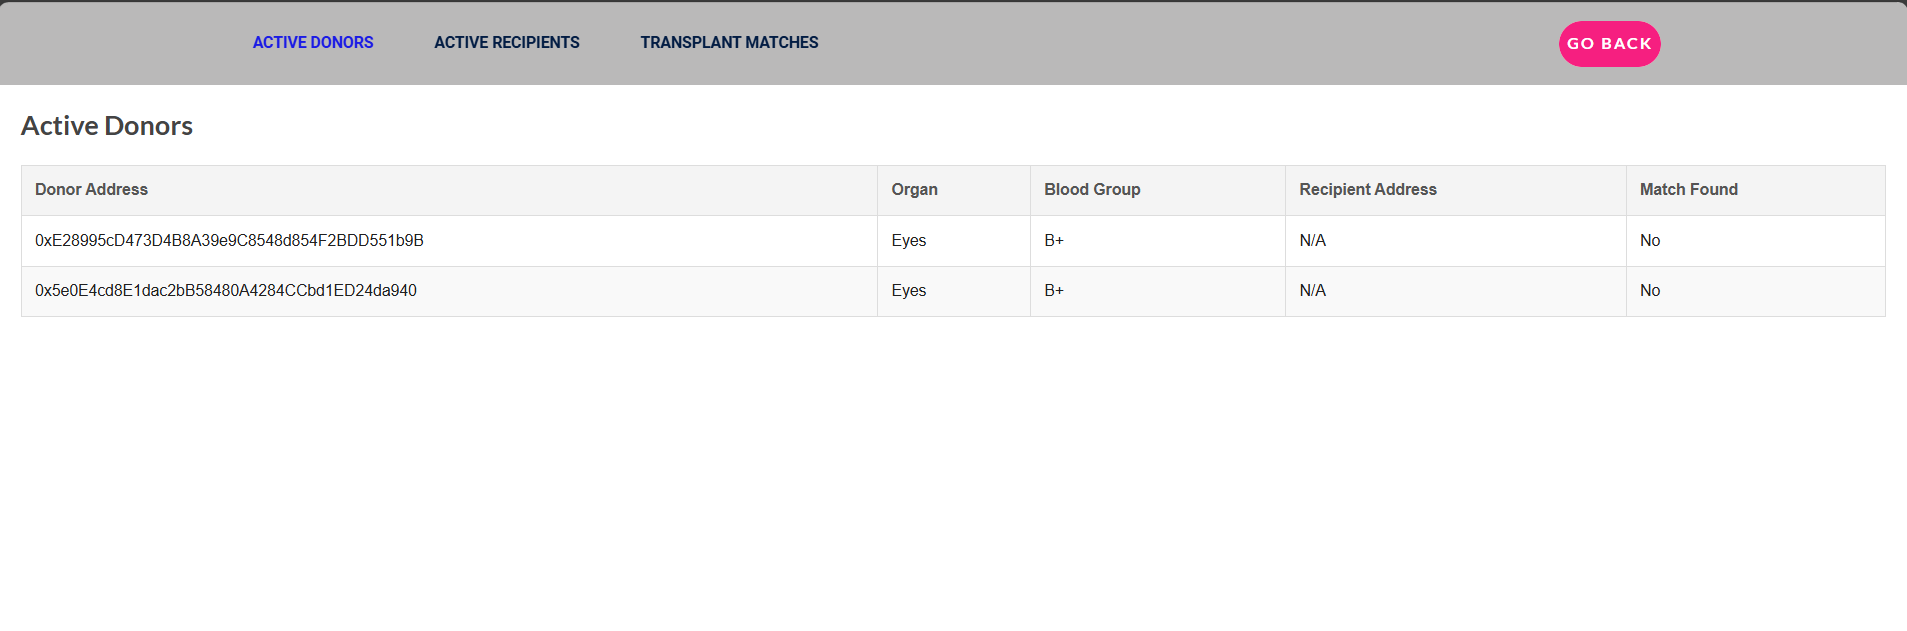 ACTIVE DONORS ACTIVE RECIPIENTS TRANSPLANT MATCHES GO BACK
Active Donors
Donor Address Organ Blood Group Recipient Address Match Found
0xE28995cD473D4B8A39e9C8548d854F2BDD551b9B Eyes B+ N/A No
0x5e0E4cd8E1dac2bB58480A4284CCbd1ED24da940 Eyes B+ N/A No